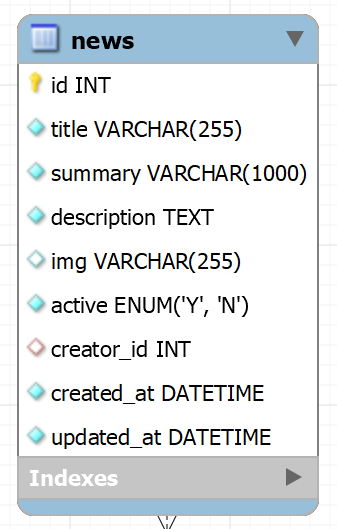 news
id INT
title VARCHAR(255)
summary VARCHAR(1000)
description TEXT
img VARCHAR(255)
active ENUM('Y', 'N')
creator_id INT
created_at DATETIME
updated_at DATETIME
Indexes